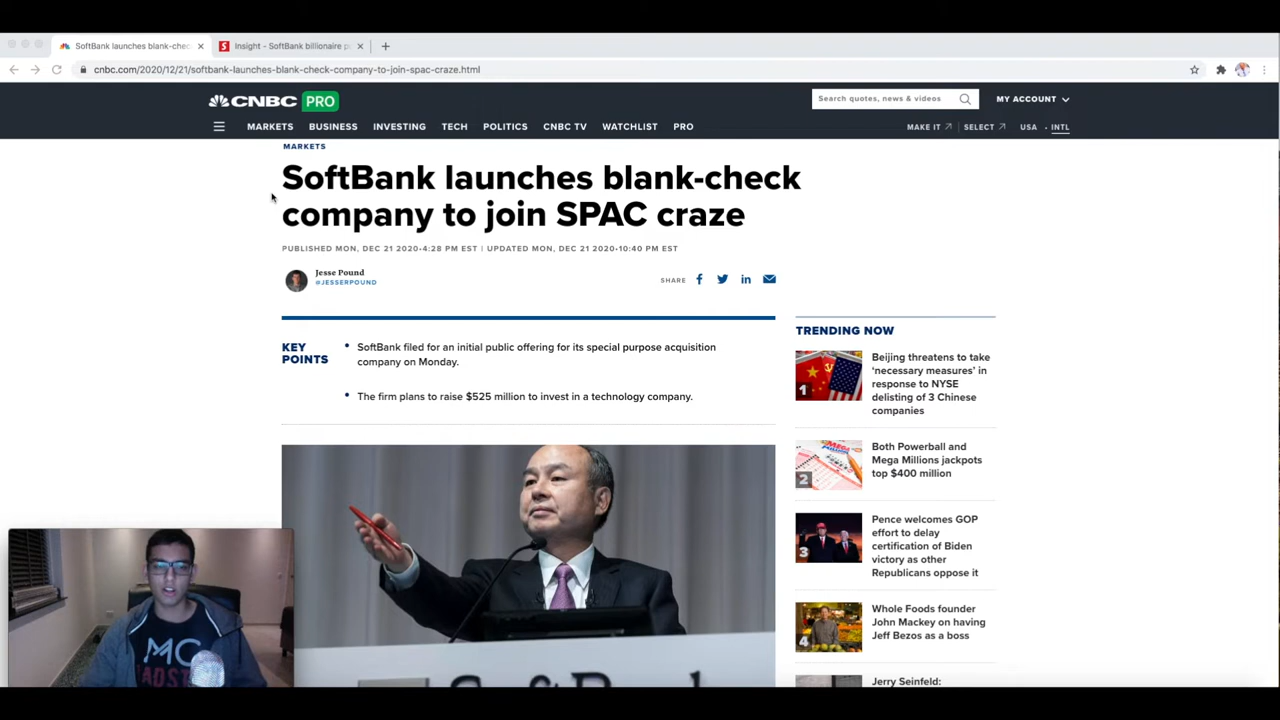 SoftBank launches blank-chec
Insight - SoftBank billionaire p
cnbc.com/2020/12/21/softbank-launches-blank-check-company-to-join-spac-craze.html
CNBC PRO
Search quotes, news & videos
MY ACCOUNT
MARKETS BUSINESS INVESTING TECH POLITICS CNBC TV WATCHLIST PRO
MAKE IT SELECT USA • INTL
MARKETS
SoftBank launches blank-check
company to join SPAC craze
PUBLISHED MON, DEC 21 2020•4:28 PM EST | UPDATED MON, DEC 21 2020•10:40 PM EST
Jesse Pound
@JESSERPOUND
SHARE
KEY
POINTS
• SoftBank filed for an initial public offering for its special purpose acquisition
company on Monday.
• The firm plans to raise $525 million to invest in a technology company.
SoftBank
MC
TRENDING NOW
1
Beijing threatens to take
‘necessary measures’ in
response to NYSE
delisting of 3 Chinese
companies
2
Both Powerball and
Mega Millions jackpots
top $400 million
3
Pence welcomes GOP
effort to delay
certification of Biden
victory as other
Republicans oppose it
4
Whole Foods founder
John Mackey on having
Jeff Bezos as a boss
Jerry Seinfeld: